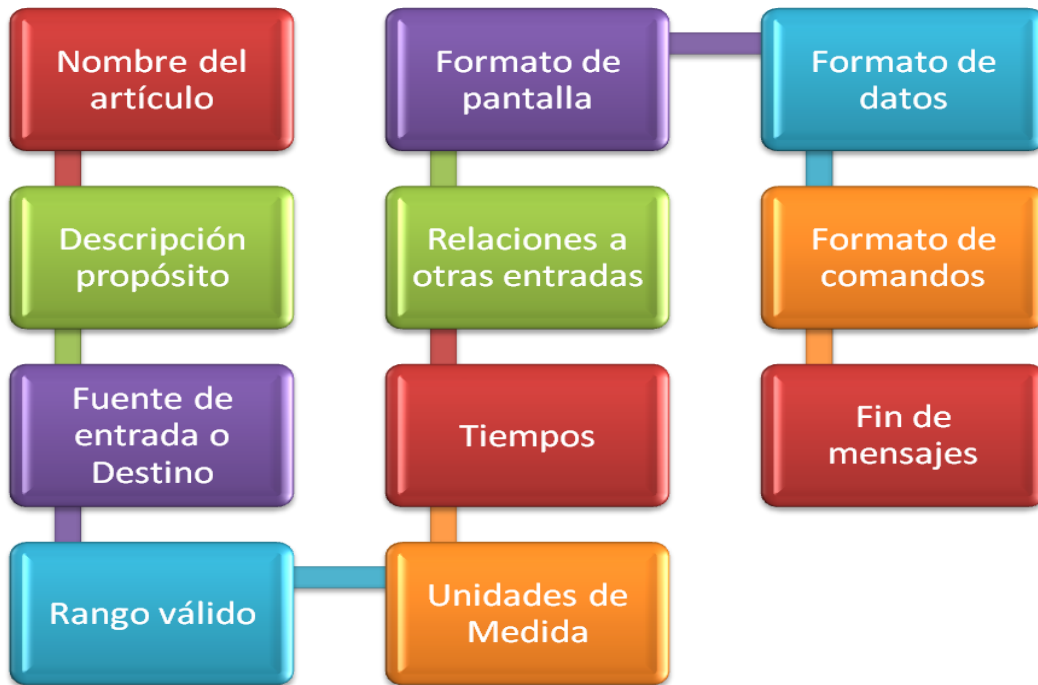 Nombre del
artículo
Descripción
propósito
Fuente de
entrada o
Destino
Rango válido
Unidades de
Medida
Tiempos
Relaciones a
otras entradas
Formato de
pantalla
Formato de
datos
Formato de
comandos
Fin de
mensajes